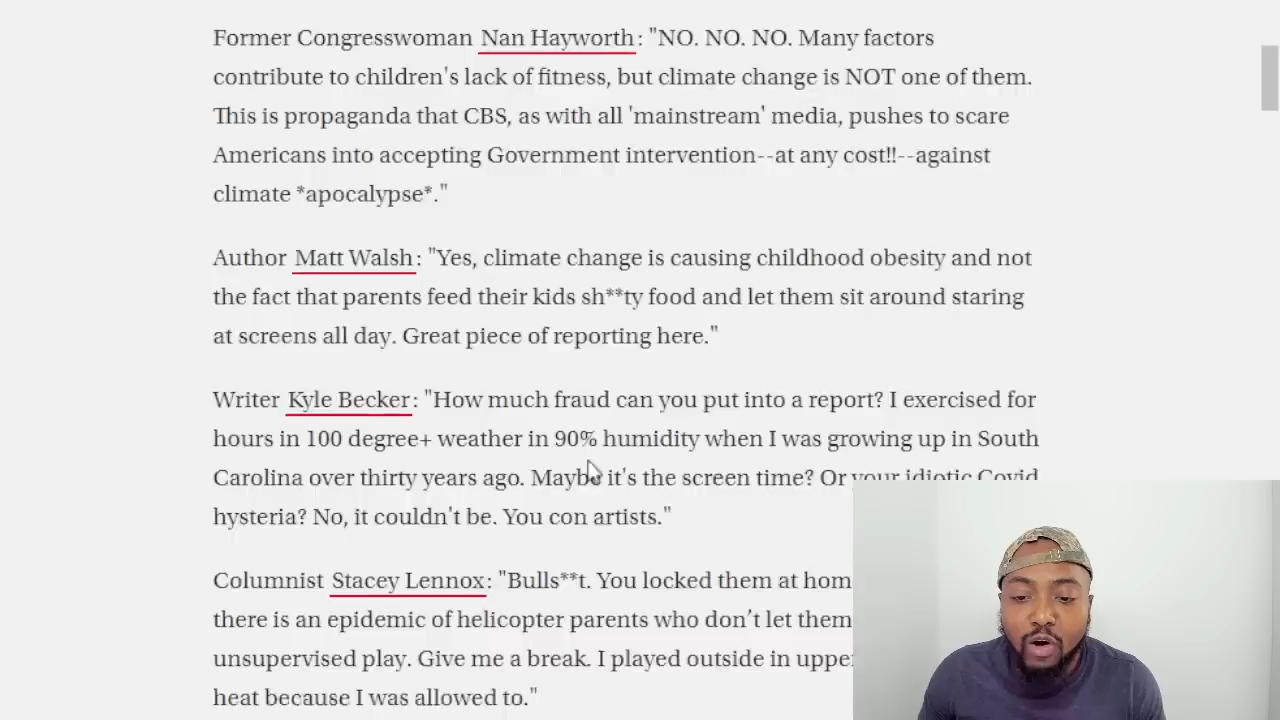 Former Congresswoman Nan Hayworth: "NO. NO. NO. Many factors
contribute to children's lack of fitness, but climate change is NOT one of them.
This is propaganda that CBS, as with all 'mainstream' media, pushes to scare
Americans into accepting Government intervention--at any cost!!--against
climate *apocalypse*."
Author Matt Walsh: "Yes, climate change is causing childhood obesity and not
the fact that parents feed their kids sh**ty food and let them sit around staring
at screens all day. Great piece of reporting here."
Writer Kyle Becker: "How much fraud can you put into a report? I exercised for
hours in 100 degree+ weather in 90% humidity when I was growing up in South
Carolina over thirty years ago. Maybe it's the screen time? Or your idiotic Covid
hysteria? No, it couldn't be. You con artists."
Columnist Stacey Lennox: "Bulls**t. You locked them at hom
there is an epidemic of helicopter parents who don’t let them
unsupervised play. Give me a break. I played outside in upper
heat because I was allowed to."